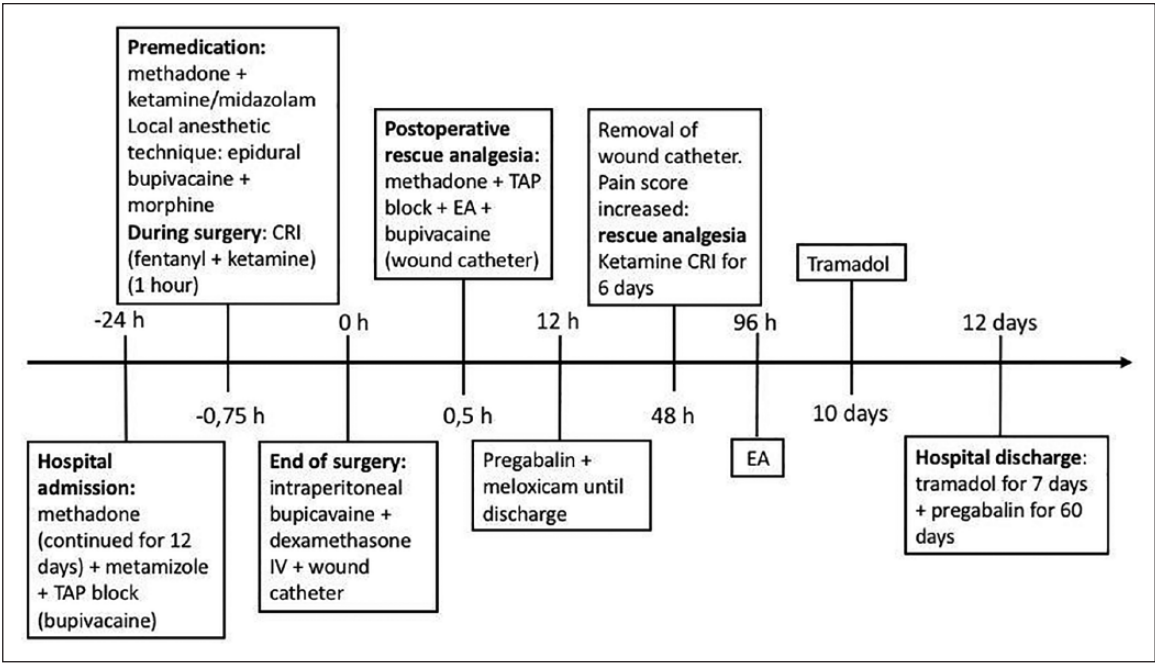 Premedication:
methadone +
ketamine/midazolam
Local anesthetic
technique: epidural
bupivacaine +
morphine
During surgery: CRI
(fentanyl + ketamine)
(1 hour)
Postoperative
rescue analgesia:
methadone + TAP
block + EA +
bupivacaine
(wound catheter)
Removal of
wound catheter.
Pain score
increased:
rescue analgesia
Ketamine CRI for
6 days
Tramadol
-24 h
0 h
12 h
96 h
12 days
-0,75 h
0,5 h
48 h
10 days
Hospital
admission:
methadone
(continued for 12
days) + metamizole
+ TAP block
(bupivacaine)
End of surgery:
intraperitoneal
bupicavaine +
dexamethasone
IV + wound
catheter
Pregabalin +
meloxicam until
discharge
EA
Hospital discharge:
tramadol for 7 days
+ pregabalin for 60
days